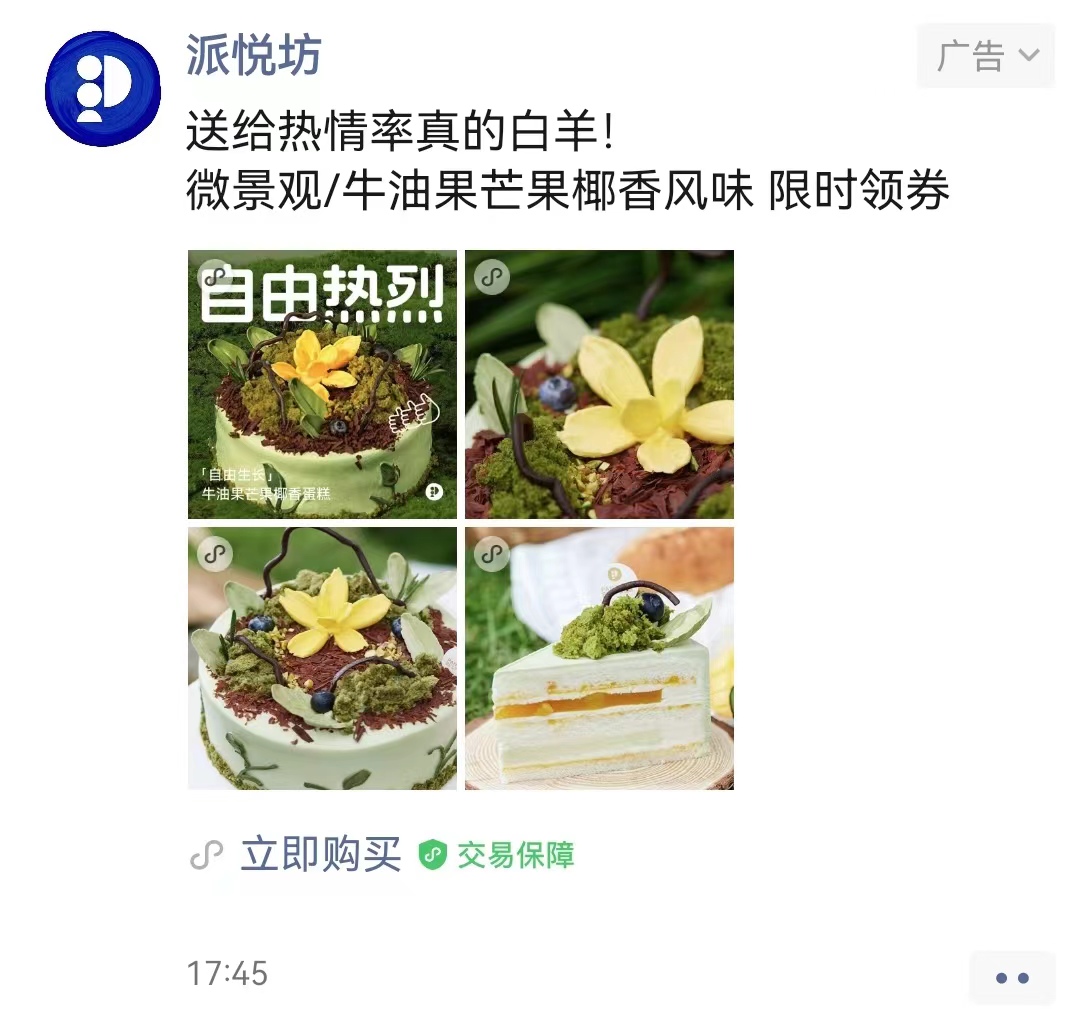 派悦坊
广告
送给热情率真的白羊！
微景观/牛油果芒果椰香风味 限时领券
自由热烈
「自由生长」
牛油果芒果椰香蛋糕
立即购买
交易保障
17:45